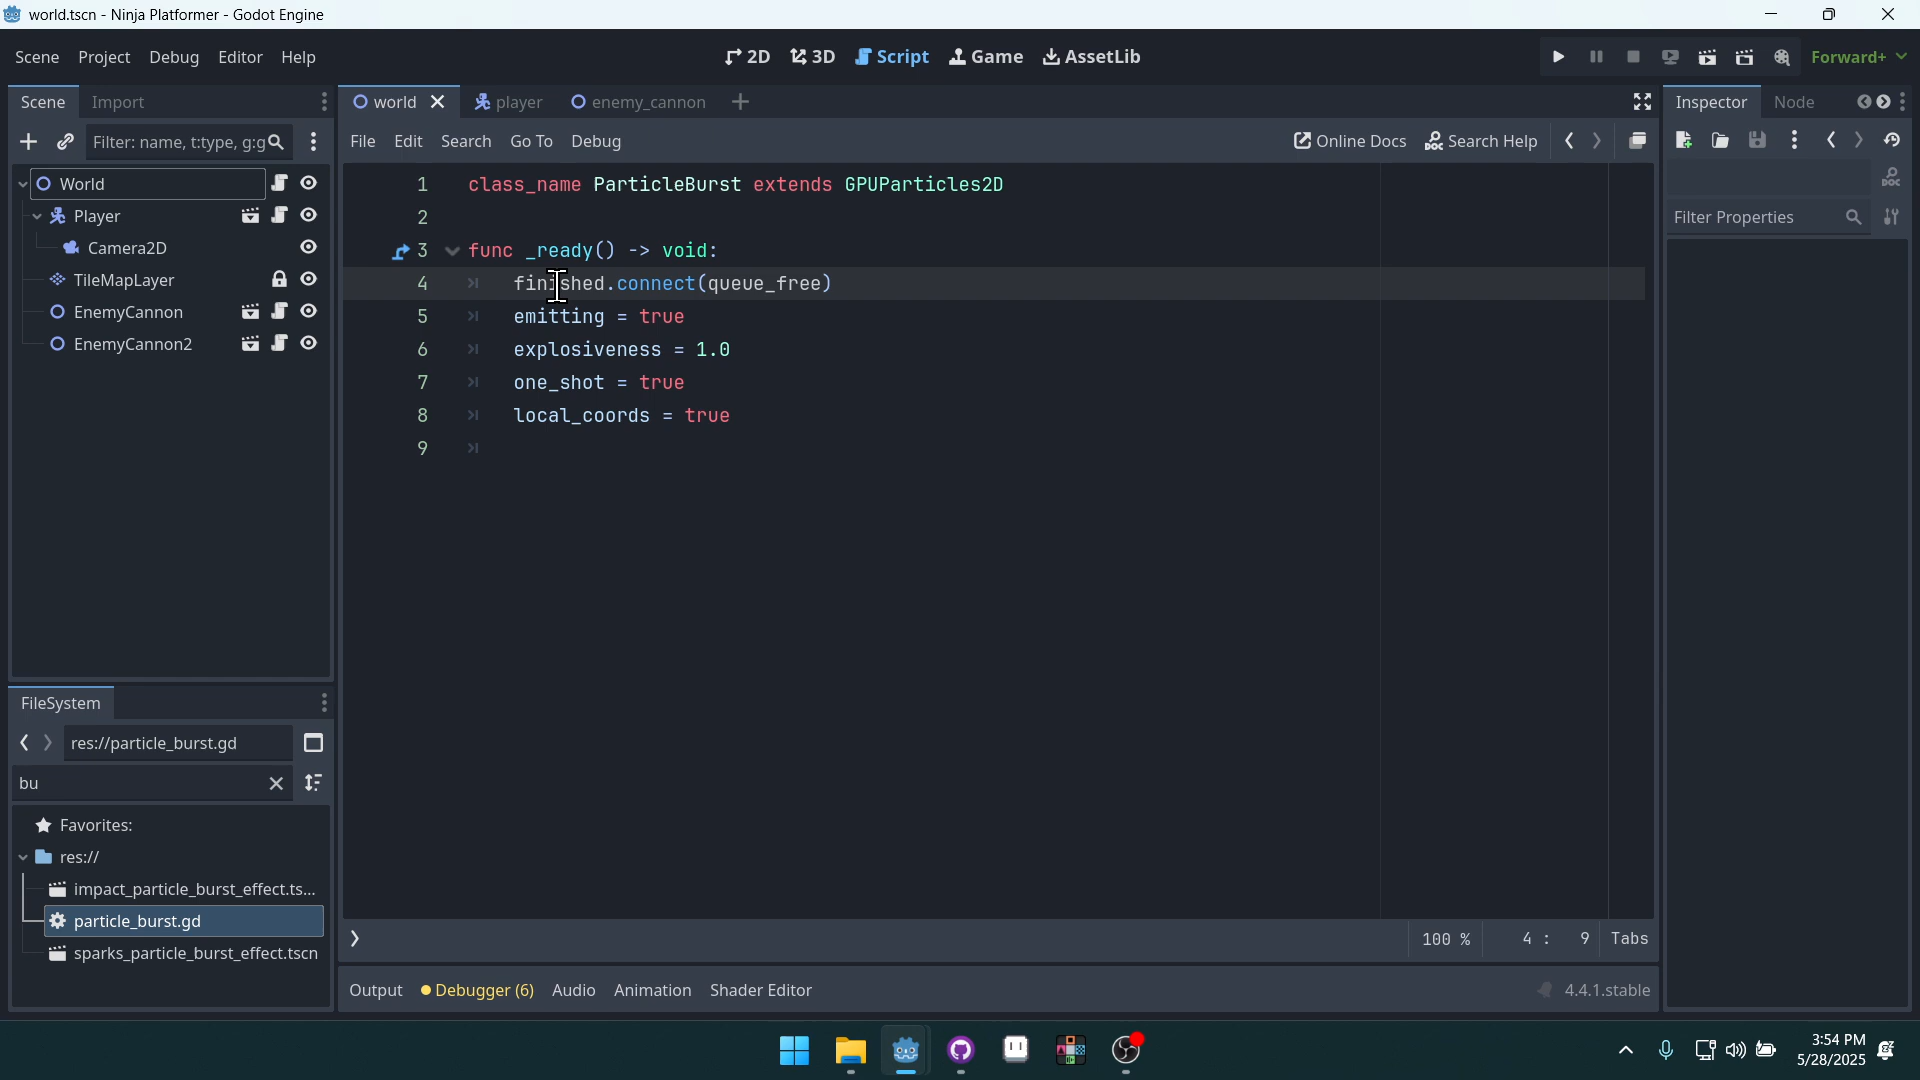 world.tscn - Ninja Platformer - Godot Engine
Scene Project Debug Editor Help
2D 3D Script Game AssetLib
Forward+
Scene Import
world player enemy_cannon
Inspector Node
Filter: name, t:type, g:g
File Edit Search Go To Debug
Online Docs Search Help
World
Player
Camera2D
TileMapLayer
EnemyCannon
EnemyCannon2
1 class_name ParticleBurst extends GPUParticles2D
2
3 func _ready() -> void:
4 finished.connect(queue_free)
5 emitting = true
6 explosiveness = 1.0
7 one_shot = true
8 local_coords = true
9
Filter Properties
FileSystem
res://particle_burst.gd
bu
Favorites:
res://
impact_particle_burst_effect.ts...
particle_burst.gd
sparks_particle_burst_effect.tscn
100 % 4 : 9 Tabs
Output Debugger (6) Audio Animation Shader Editor
4.4.1.stable
3:54 PM
5/28/2025